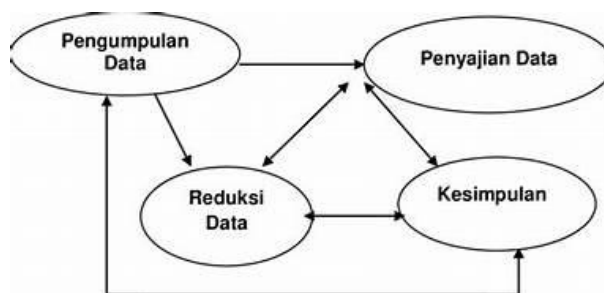 Pengumpulan
Data
Penyajian Data
Reduksi
Data
Kesimpulan